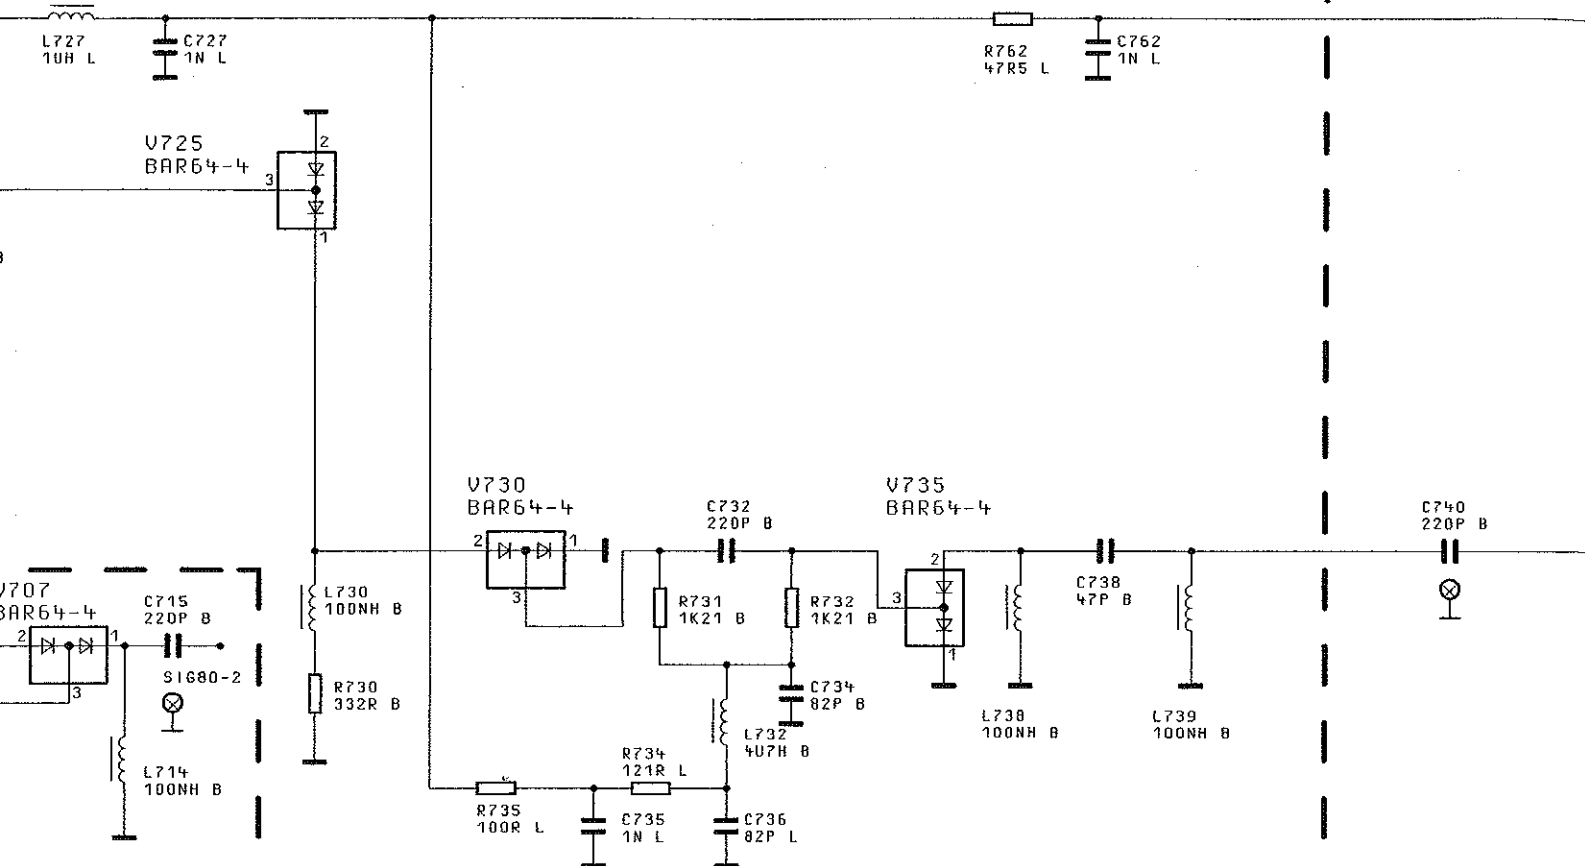 L727
1UH L
C727
1N L
R762
47R5 L
C762
1N L
V725
BAR64-4
2
3
1
V730
BAR64-4
2
1
3
C732
220P B
V735
BAR64-4
2
3
1
C740
220P B
V707
BAR64-4
2
1
3
C715
220P B
SIG80-2
L730
100NH B
R731
1K21 B
R732
1K21 B
C738
47P B
R730
332R B
C734
82P B
L732
4U7H B
L738
100NH B
L739
100NH B
L714
100NH B
R734
121R L
R735
100R L
C735
1N L
C736
82P L